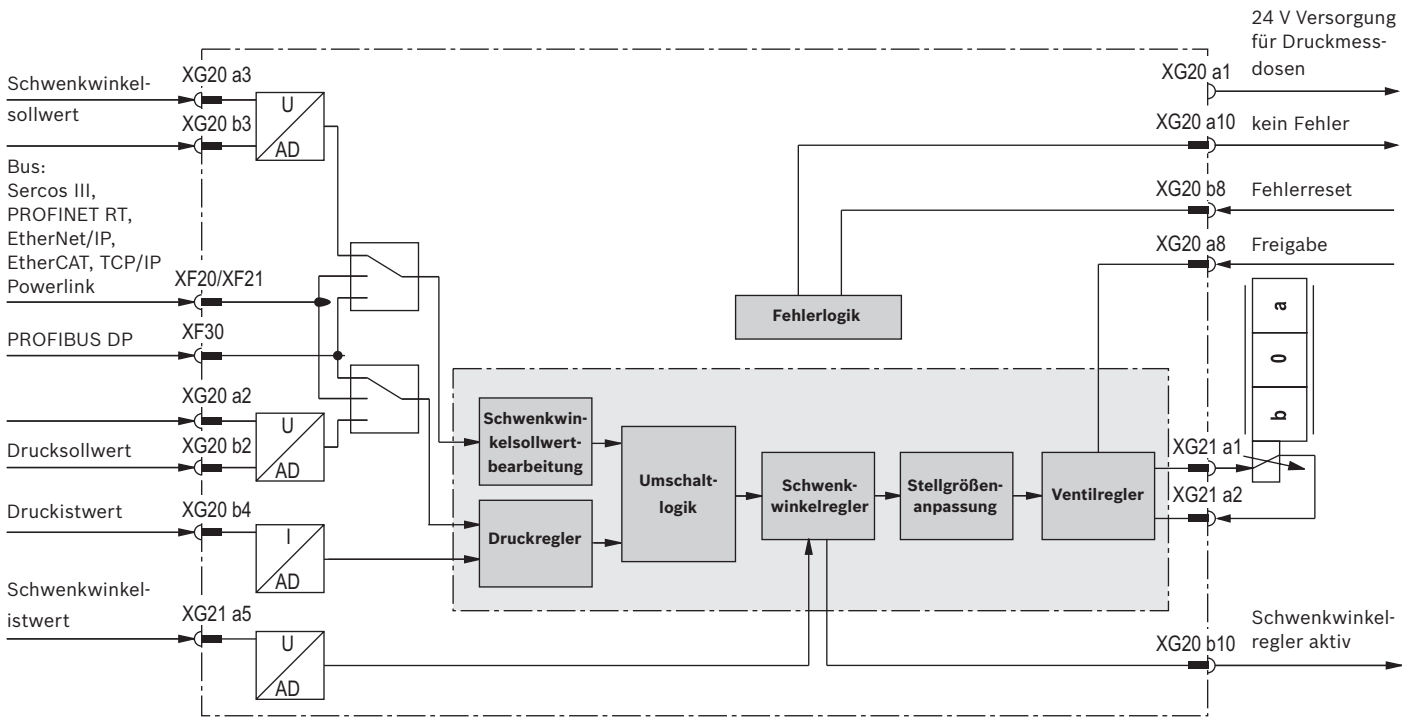 Schwenkwinkel-
sollwert
XG20 a3
XG20 b3
U
AD
Bus:
Sercos III,
PROFINET RT,
EtherNet/IP,
EtherCAT, TCP/IP
Powerlink
XF20/XF21
PROFIBUS DP
XF30
XG20 a2
Drucksollwert
XG20 b2
U
AD
Druckistwert
XG20 b4
I
AD
Schwenkwinkel-
istwert
XG21 a5
U
AD
Fehlerlogik
Schwenkwin-
kelsollwert-
bearbeitung
Druckregler
Umschalt-
logik
Schwenk-
winkelregler
Stellgrößen-
anpassung
Ventilregler
24 V Versorgung
für Druckmess-
dosen
XG20 a1
XG20 a10
kein Fehler
XG20 b8
Fehlerreset
XG20 a8
Freigabe
a
0
b
XG21 a1
XG21 a2
Schwenkwinkel-
regler aktiv
XG20 b10